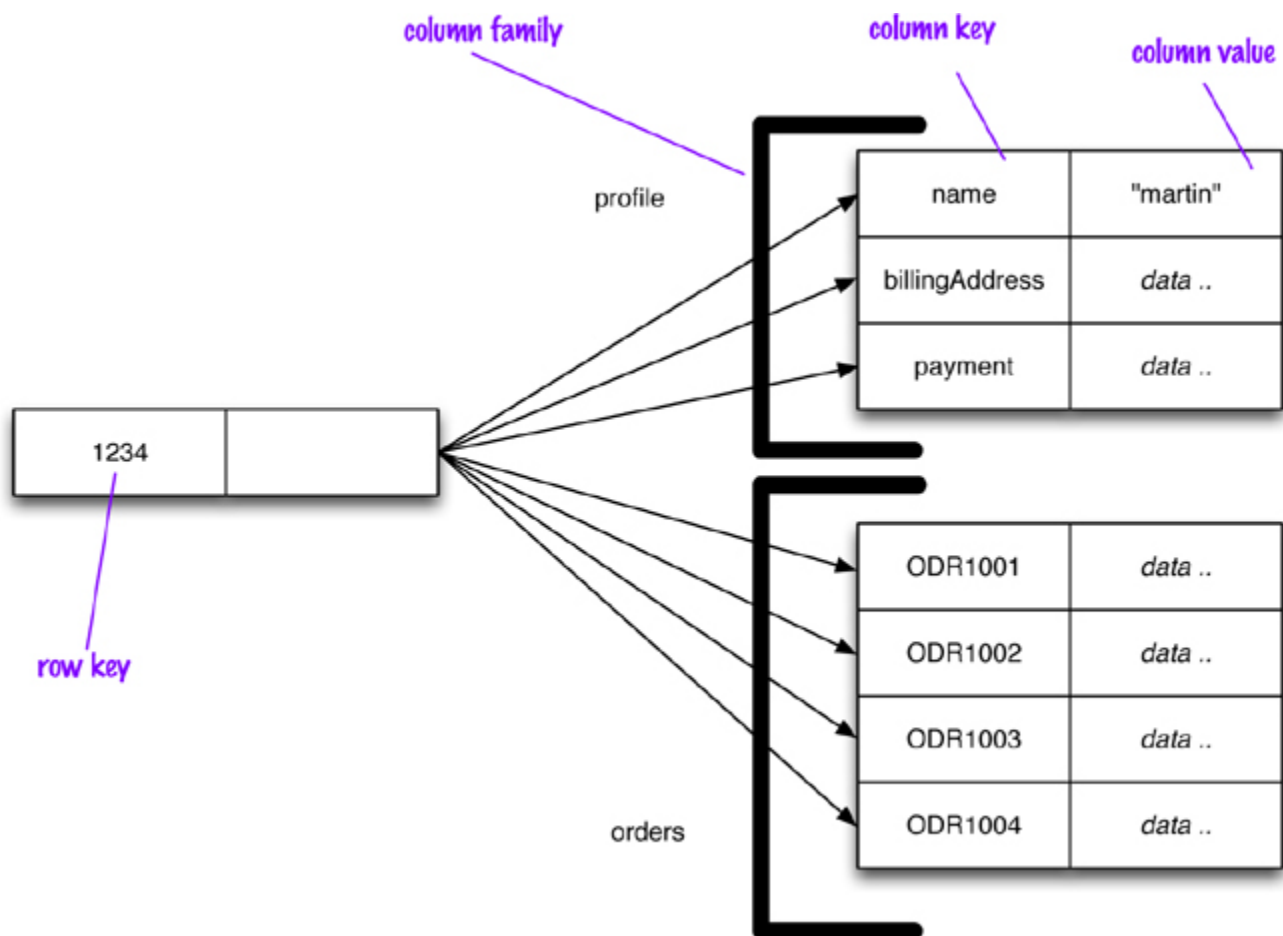 column family
column key
column value
profile
name
"martin"
billingAddress
data ..
payment
data ..
1234
row key
ODR1001
data ..
ODR1002
data ..
ODR1003
data ..
ODR1004
data ..
orders